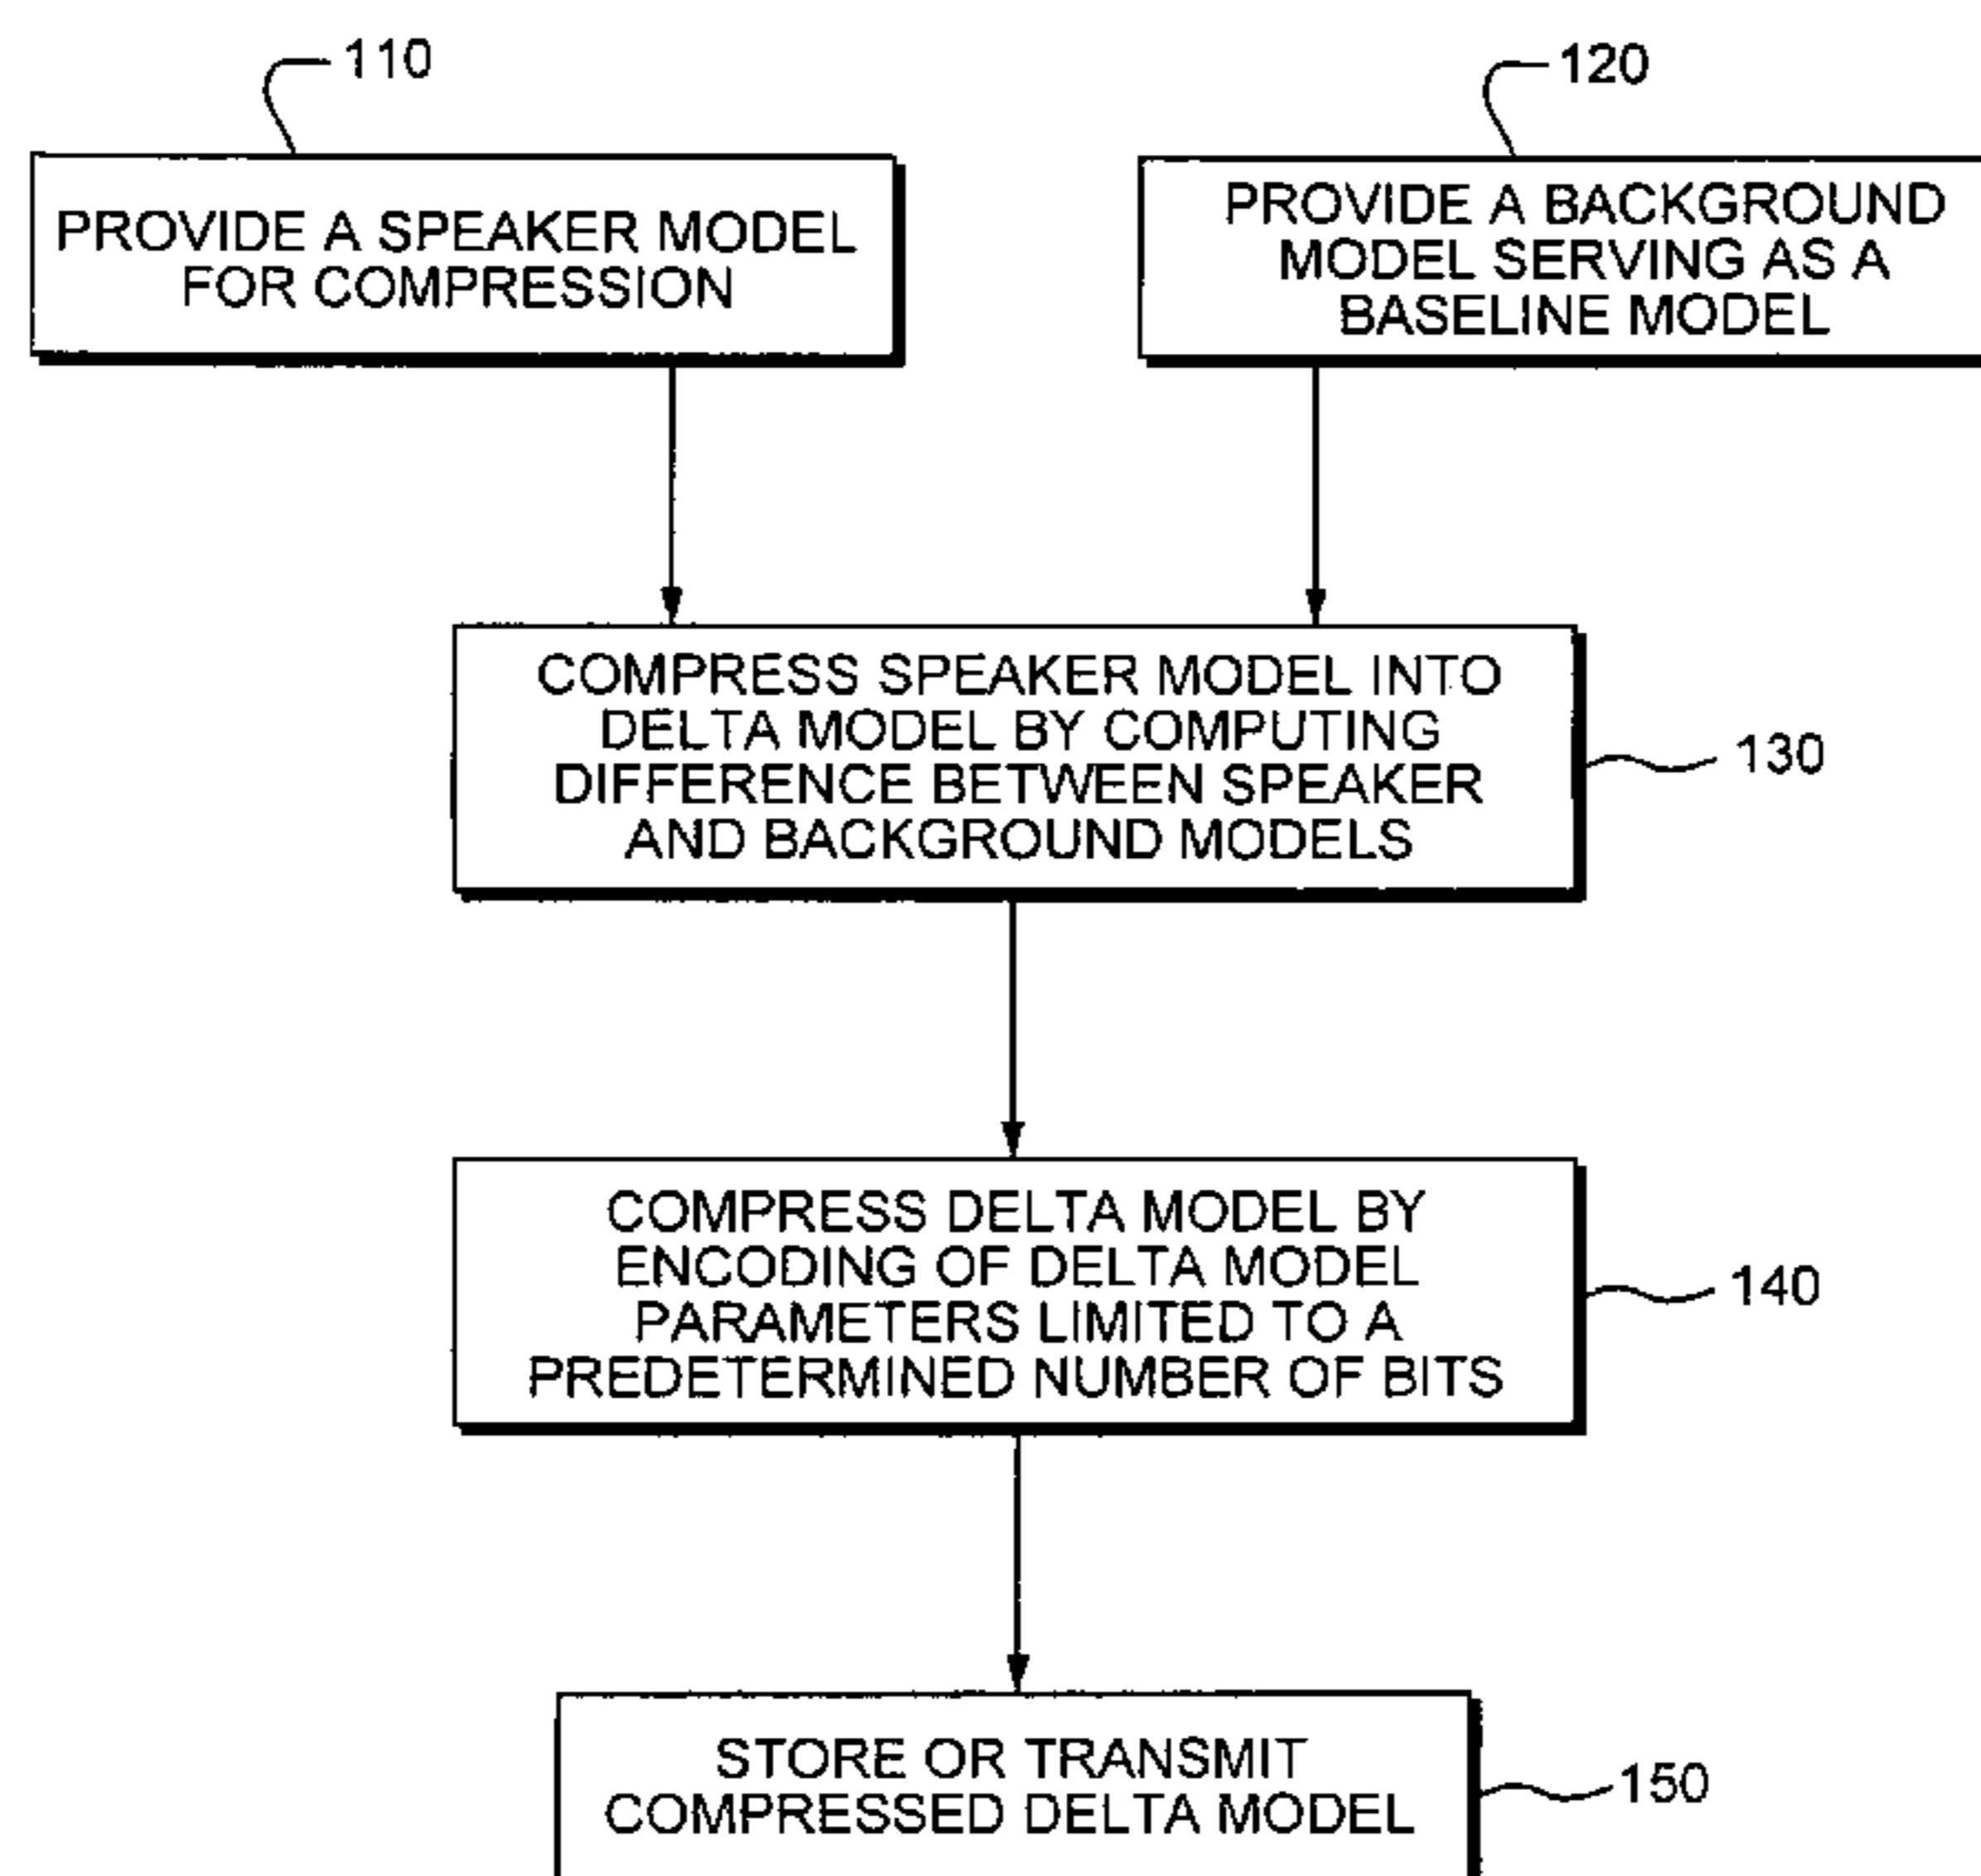 110
120
PROVIDE A SPEAKER MODEL
FOR COMPRESSION
PROVIDE A BACKGROUND
MODEL SERVING AS A
BASELINE MODEL
COMPRESS SPEAKER MODEL INTO
DELTA MODEL BY COMPUTING
DIFFERENCE BETWEEN SPEAKER
AND BACKGROUND MODELS
130
COMPRESS DELTA MODEL BY
ENCODING OF DELTA MODEL
PARAMETERS LIMITED TO A
PREDETERMINED NUMBER OF BITS
140
STORE OR TRANSMIT
COMPRESSED DELTA MODEL
150